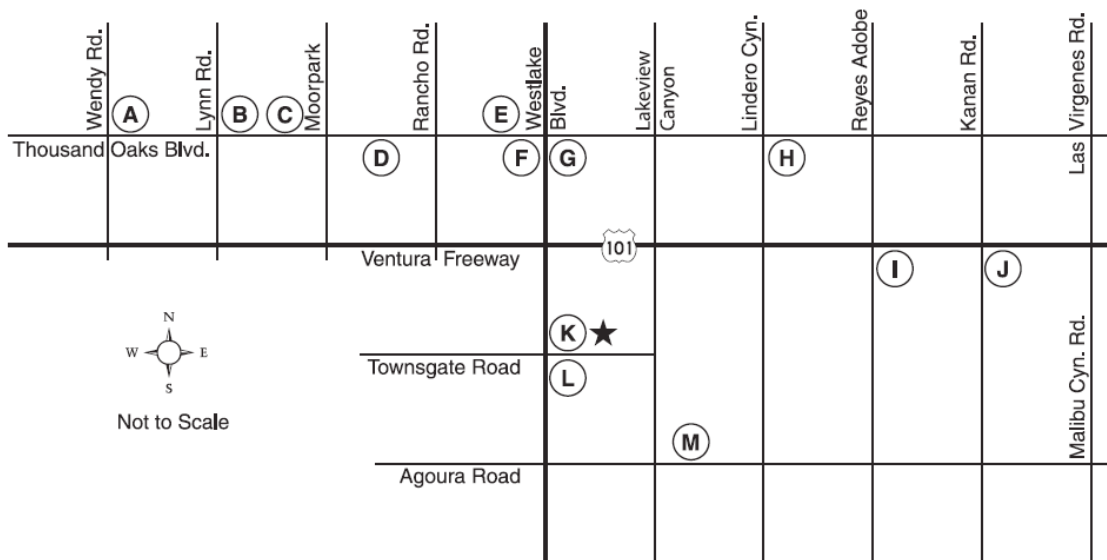 Wendy Rd.
Lynn Rd.
Moorpark
Rancho Rd.
Westlake
Blvd.
Lakeview
Canyon
Lindero Cyn.
Reyes Adobe
Kanan Rd.
Las Virgenes Rd.
A
B
C
E
Thousand Oaks Blvd.
D
F
G
H
101
Ventura Freeway
I
J
K
N
W
E
S
Townsgate Road
L
Not to Scale
Malibu Cyn. Rd.
M
Agoura Road